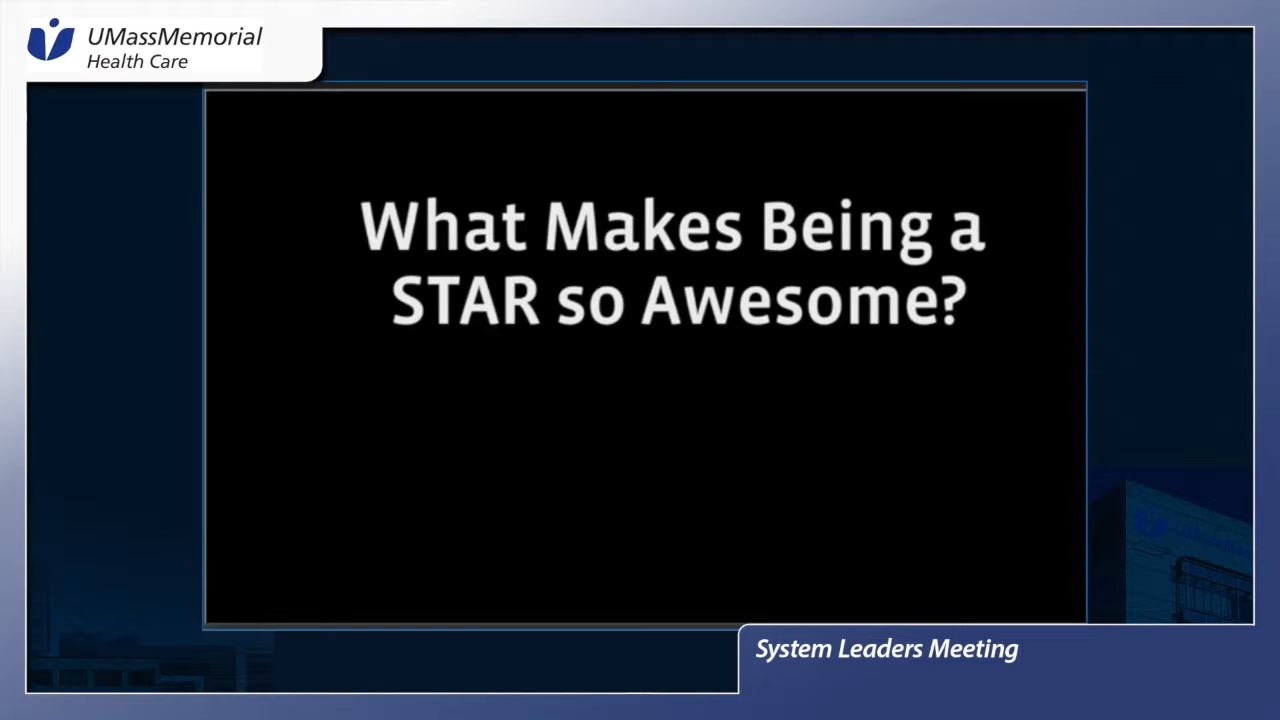 UMassMemorial
Health Care
What Makes Being a
STAR so Awesome?
System Leaders Meeting